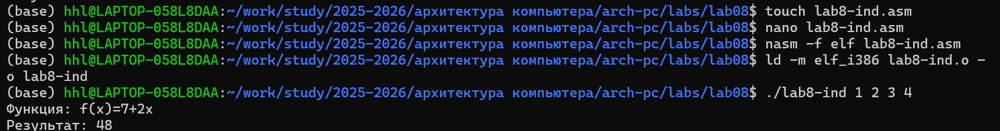 (base) hhl@LAPTOP-058L8DAA:~/work/study/2025-2026/архитектура компьютера/arch-pc/labs/lab08$ touch lab8-ind.asm
(base) hhl@LAPTOP-058L8DAA:~/work/study/2025-2026/архитектура компьютера/arch-pc/labs/lab08$ nano lab8-ind.asm
(base) hhl@LAPTOP-058L8DAA:~/work/study/2025-2026/архитектура компьютера/arch-pc/labs/lab08$ nasm -f elf lab8-ind.asm
(base) hhl@LAPTOP-058L8DAA:~/work/study/2025-2026/архитектура компьютера/arch-pc/labs/lab08$ ld -m elf_i386 lab8-ind.o -
o lab8-ind
(base) hhl@LAPTOP-058L8DAA:~/work/study/2025-2026/архитектура компьютера/arch-pc/labs/lab08$ ./lab8-ind 1 2 3 4
Функция: f(x)=7+2x
Результат: 48